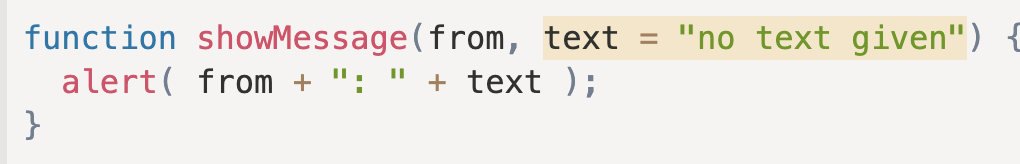 function showMessage(from, text = "no text given") {
  alert( from + ": " + text );
}